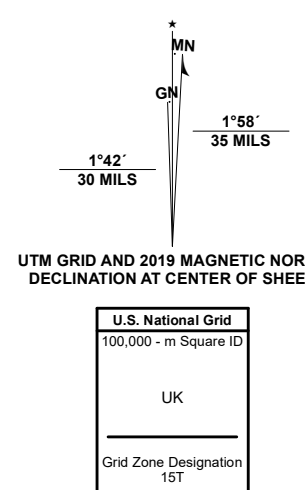 ★
MN
GN
1°58´
35 MILS
1°42´
30 MILS
UTM GRID AND 2019 MAGNETIC NOR
DECLINATION AT CENTER OF SHEE
U.S. National Grid
100,000 - m Square ID
UK
Grid Zone Designation
15T